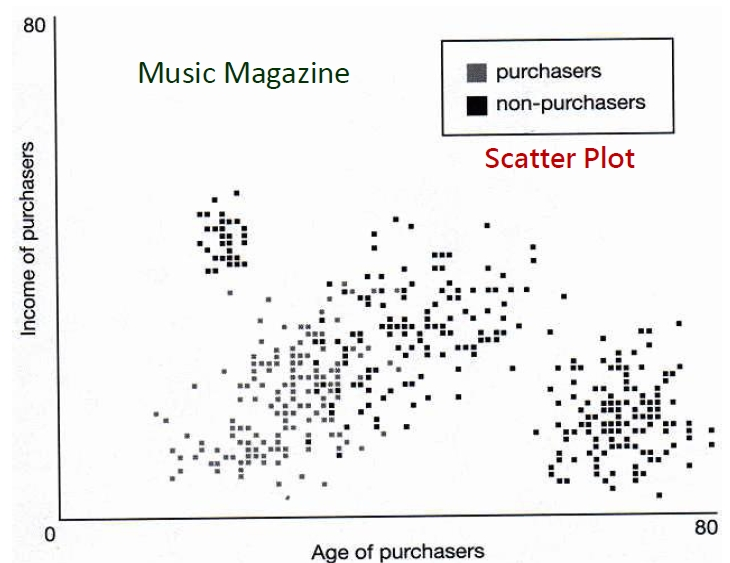 80
Music Magazine
purchasers
non-purchasers
Scatter Plot
Income of purchasers
0
80
Age of purchasers